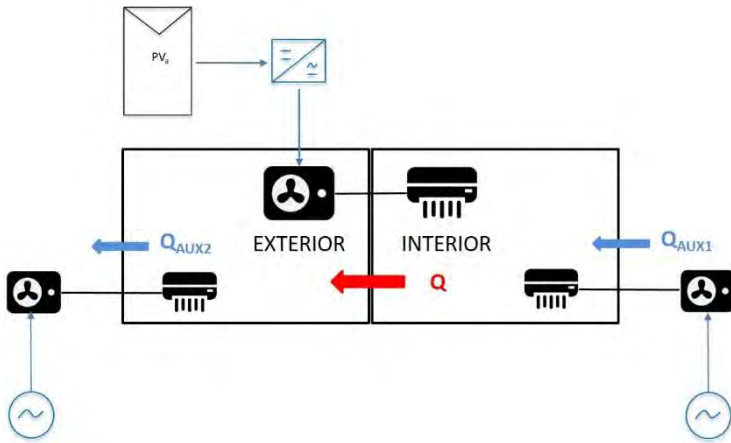 PVa
QAUX2
EXTERIOR
INTERIOR
QAUX1
Q